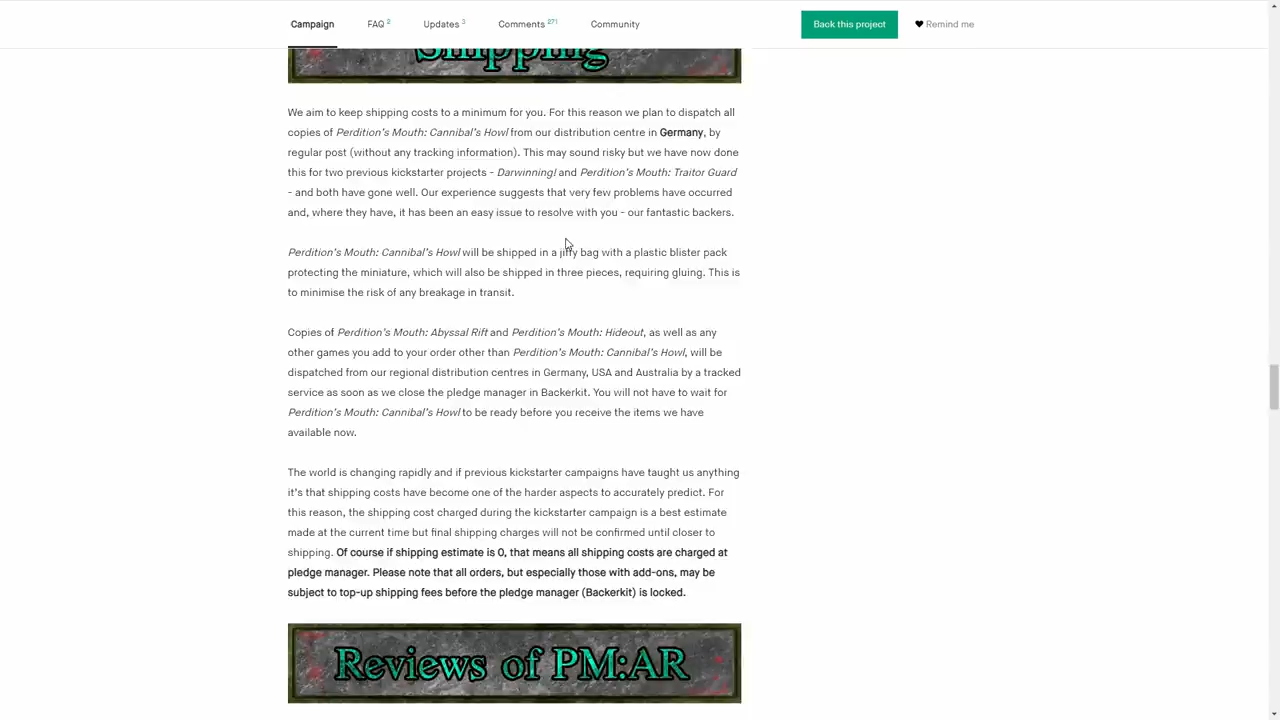 Campaign
FAQ 2
Updates 3
Comments 271
Community
Back this project
Remind me
Shipping
We aim to keep shipping costs to a minimum for you. For this reason we plan to dispatch all
copies of Perdition's Mouth: Cannibal's Howl from our distribution centre in Germany, by
regular post (without any tracking information). This may sound risky but we have now done
this for two previous kickstarter projects - Darwinning! and Perdition's Mouth: Traitor Guard
- and both have gone well. Our experience suggests that very few problems have occurred
and, where they have, it has been an easy issue to resolve with you - our fantastic backers.
Perdition's Mouth: Cannibal's Howl will be shipped in a jiffy bag with a plastic blister pack
protecting the miniature, which will also be shipped in three pieces, requiring gluing. This is
to minimise the risk of any breakage in transit.
Copies of Perdition's Mouth: Abyssal Rift and Perdition's Mouth: Hideout, as well as any
other games you add to your order other than Perdition's Mouth: Cannibal's Howl, will be
dispatched from our regional distribution centres in Germany, USA and Australia by a tracked
service as soon as we close the pledge manager in Backerkit. You will not have to wait for
Perdition's Mouth: Cannibal's Howl to be ready before you receive the items we have
available now.
The world is changing rapidly and if previous kickstarter campaigns have taught us anything
it's that shipping costs have become one of the harder aspects to accurately predict. For
this reason, the shipping cost charged during the kickstarter campaign is a best estimate
made at the current time but final shipping charges will not be confirmed until closer to
shipping. Of course if shipping estimate is 0, that means all shipping costs are charged at
pledge manager. Please note that all orders, but especially those with add-ons, may be
subject to top-up shipping fees before the pledge manager (Backerkit) is locked.
Reviews of PM:AR